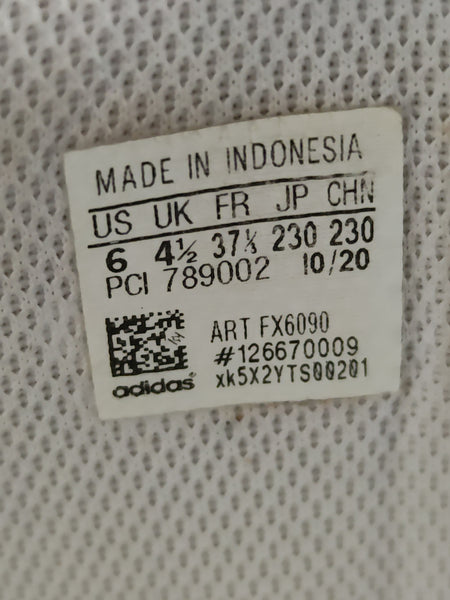 MADE IN INDONESIA
US UK FR JP CHN
6 4½ 37⅓ 230 230
PCI 789002 10/20
ART FX6090
#126670009
xk5X2YTS00201
adidas